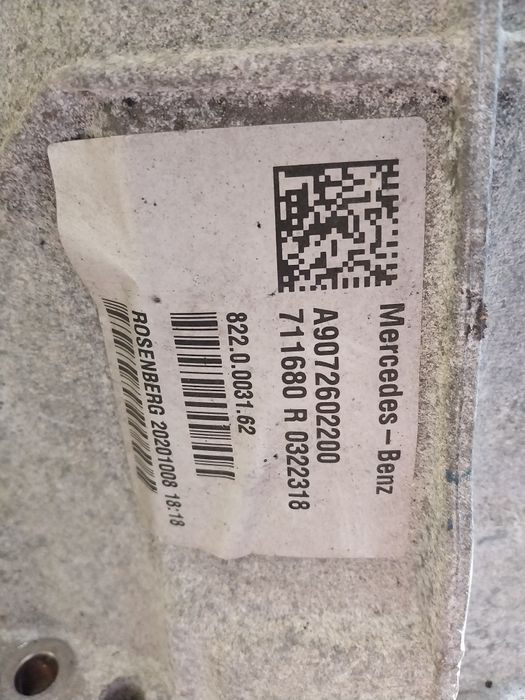 Mercedes-Benz
A9072602200
711680 R 0322318
822.0.0031.62
ROSENBERG 20201008 18:18